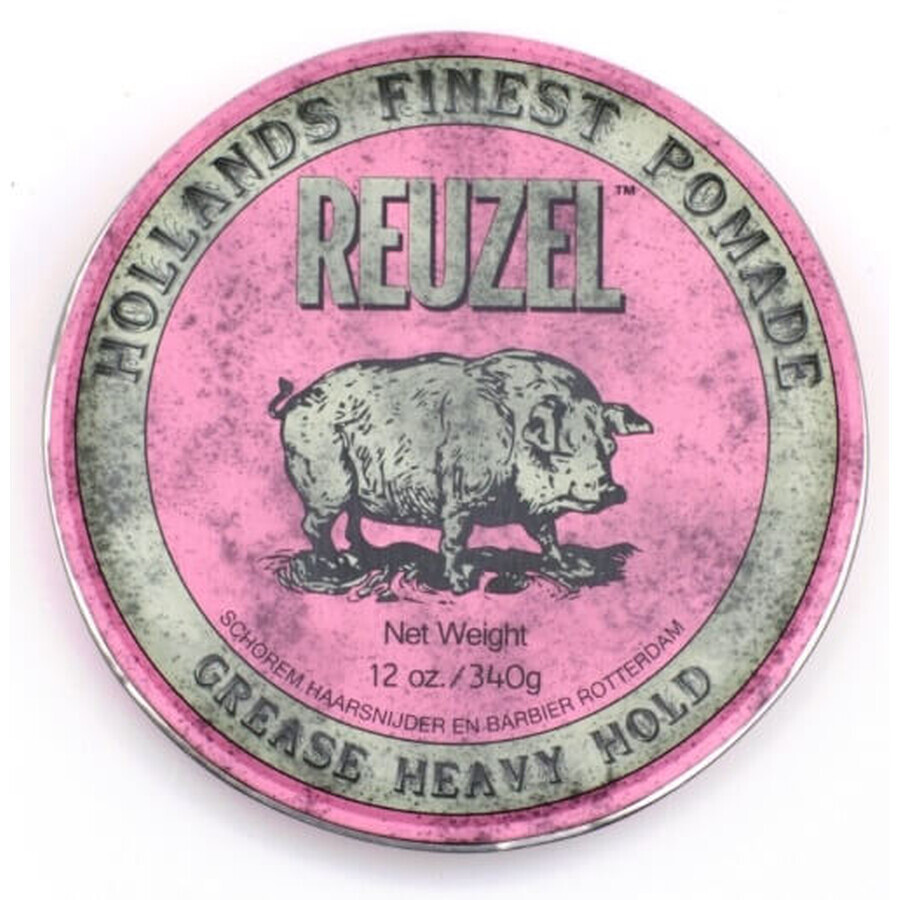 HOLLANDS FINEST POMADE
REUZEL™
Net Weight
12 oz./340g
SCHOREM HAARSNIJDER EN BARBIER ROTTERDAM
GREASE HEAVY HOLD